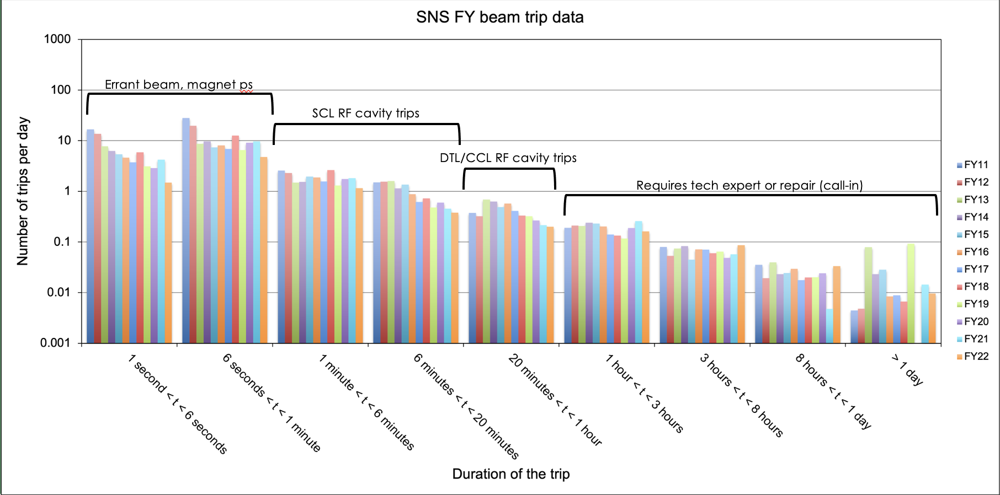 SNS FY beam trip data
1000
100
10
1
0.1
0.01
0.001
Number of trips per day
Errant beam, magnet ps
SCL RF cavity trips
DTL/CCL RF cavity trips
Requires tech expert or repair (call-in)
FY11
FY12
FY13
FY14
FY15
FY16
FY17
FY18
FY19
FY20
FY21
FY22
1 second < t < 6 seconds
6 seconds < t < 1 minute
1 minute < t < 6 minutes
6 minutes < t < 20 minutes
20 minutes < t < 1 hour
1 hour < t < 3 hours
3 hours < t < 8 hours
8 hours < t < 1 day
> 1 day
Duration of the trip